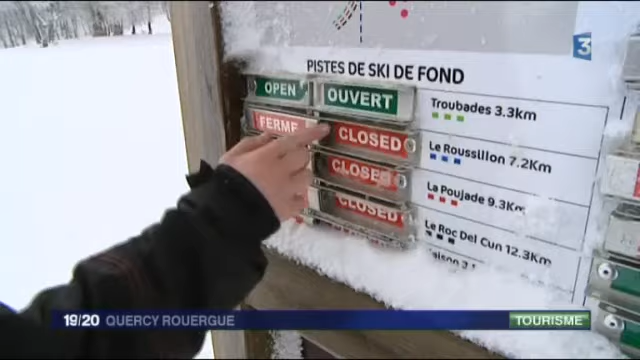 3
PISTES DE SKI DE FOND
OPEN OUVERT Troubades 3.3km
FERME CLOSED Le Roussillon 7.2Km
CLOSED La Poujade 9.3Km
CLOSED Le Roc Del Cun 12.3Km
19/20 QUERCY ROUERGUE TOURISME